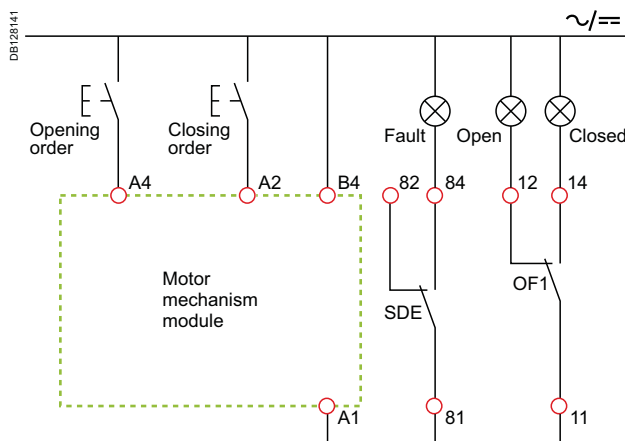 DB128141
~/==
Opening
order
Closing
order
Fault
Open
Closed
A4
A2
B4
82
84
12
14
Motor
mechanism
module
SDE
OF1
A1
81
11